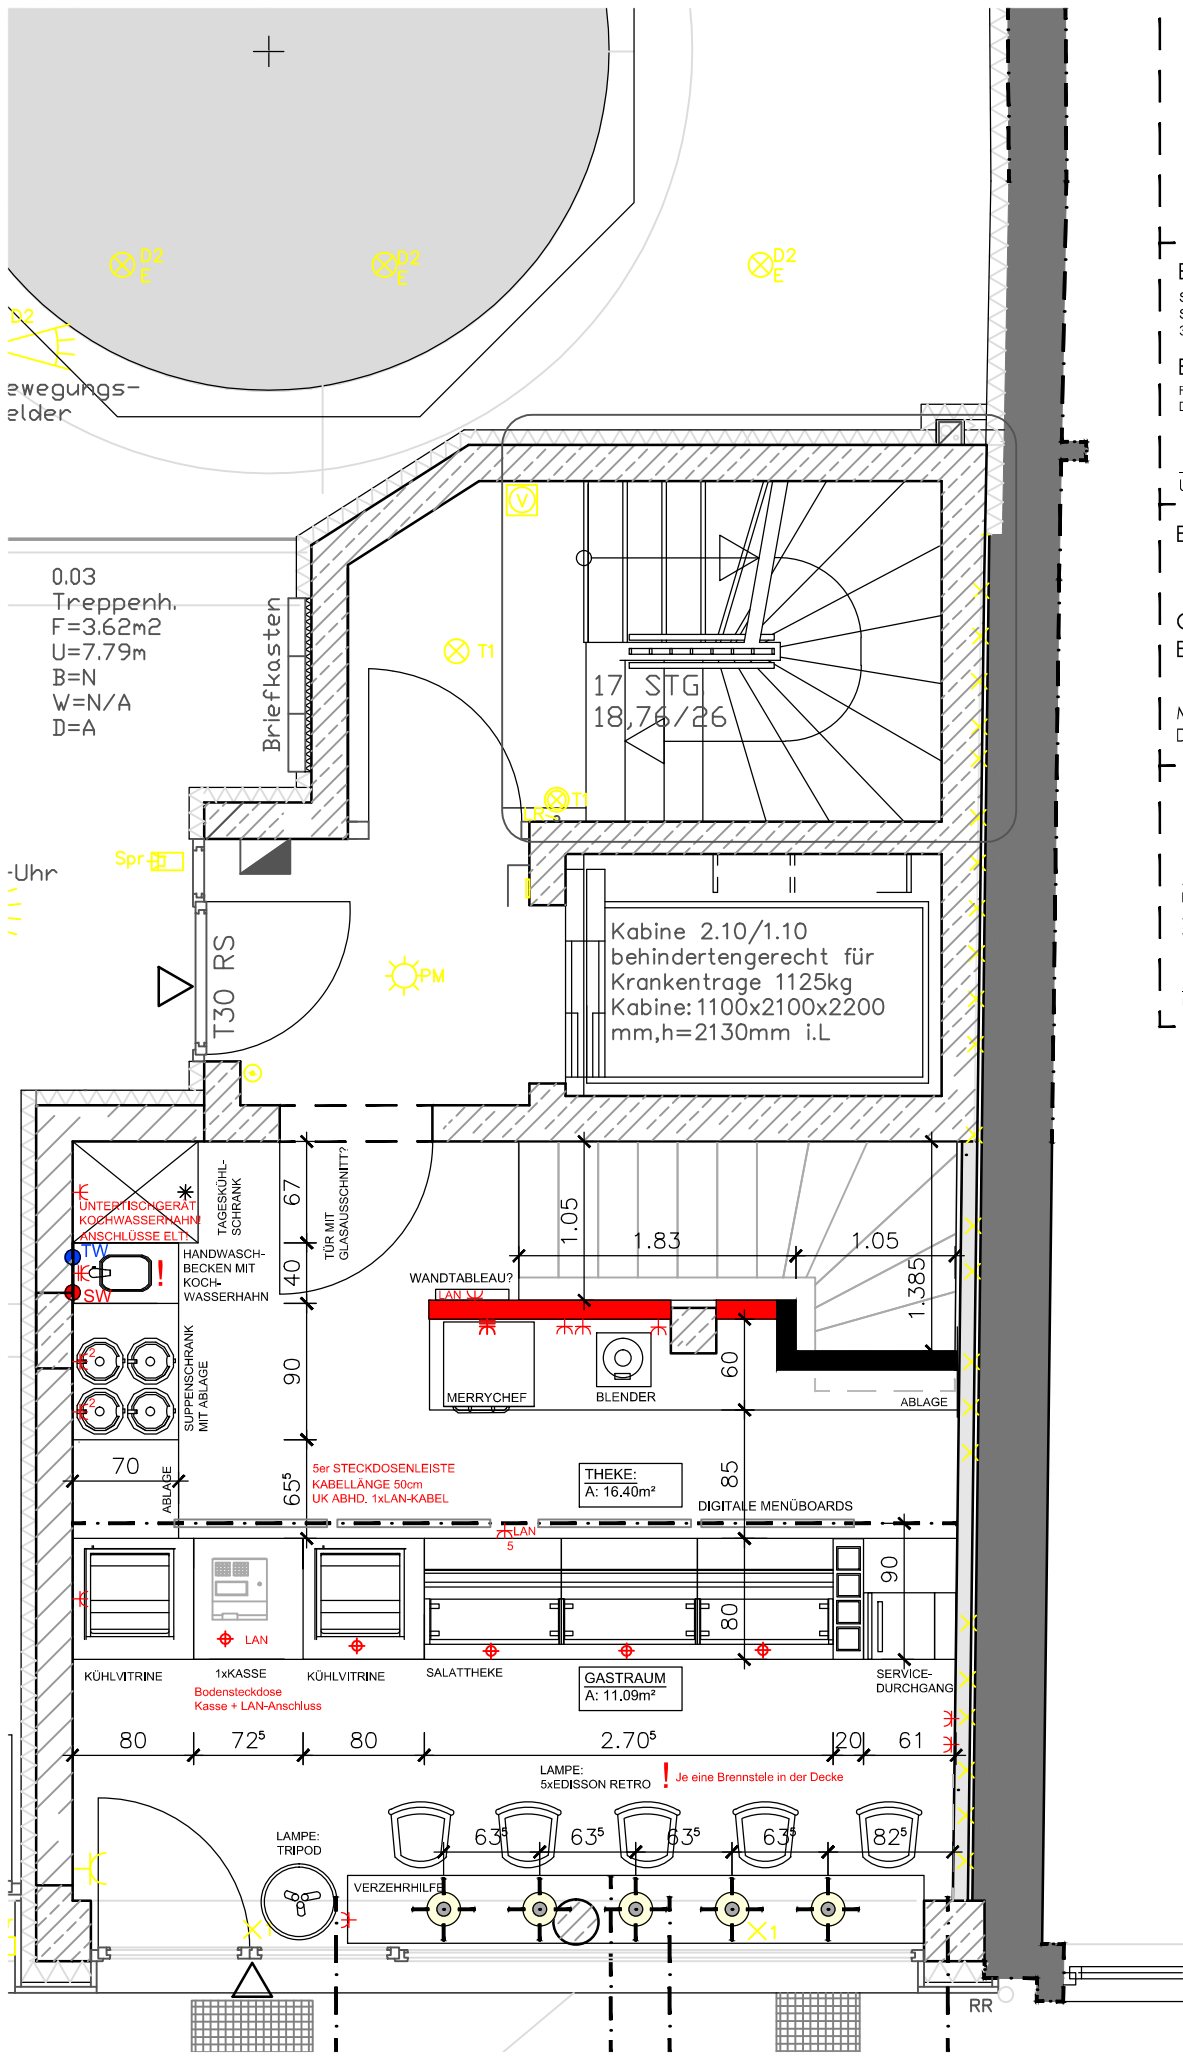 D2
E
D2
E
D2
E
D2
ewegungs-
elder
V
0.03
Treppenh.
F=3.62m2
U=7.79m
B=N
W=N/A
D=A
Briefkasten
T1
17 STG
18,76/26
T1
LRS
Spr
-Uhr
T30 RS
PM
Kabine 2.10/1.10
behindertengerecht für
Krankentrage 1125kg
Kabine:1100x2100x2200
mm,h=2130mm i.L
UNTERTISCHGERÄT
KOCHWASSERHAHN!
ANSCHLÜSSE ELT!
TAGESKÜHL-
SCHRANK
67
TÜR MIT
GLASAUSSCHNITT?
1.05
1.83
1.05
1.385
TW
SW
!
HANDWASCH-
BECKEN MIT
KOCH-
WASSERHAHN
40
WANDTABLEAU?
LAN
2
2
SUPPENSCHRANK
MIT ABLAGE
90
MERRYCHEF
BLENDER
60
ABLAGE
70
ABLAGE
65⁵
5er STECKDOSENLEISTE
KABELLÄNGE 50cm
UK ABHD. 1xLAN-KABEL
THEKE:
A: 16.40m²
85
DIGITALE MENÜBOARDS
LAN
5
90
80
LAN
KÜHLVITRINE
1xKASSE
KÜHLVITRINE
SALATTHEKE
GASTRAUM
A: 11.09m²
SERVICE-
DURCHGANG
Bodensteckdose
Kasse + LAN-Anschluss
80
72⁵
80
2.70⁵
20
61
LAMPE:
5xEDISSON RETRO
! Je eine Brennstele in der Decke
63⁵
63⁵
63⁵
63⁵
82⁵
LAMPE:
TRIPOD
VERZEHRHILFE
1
1
RR